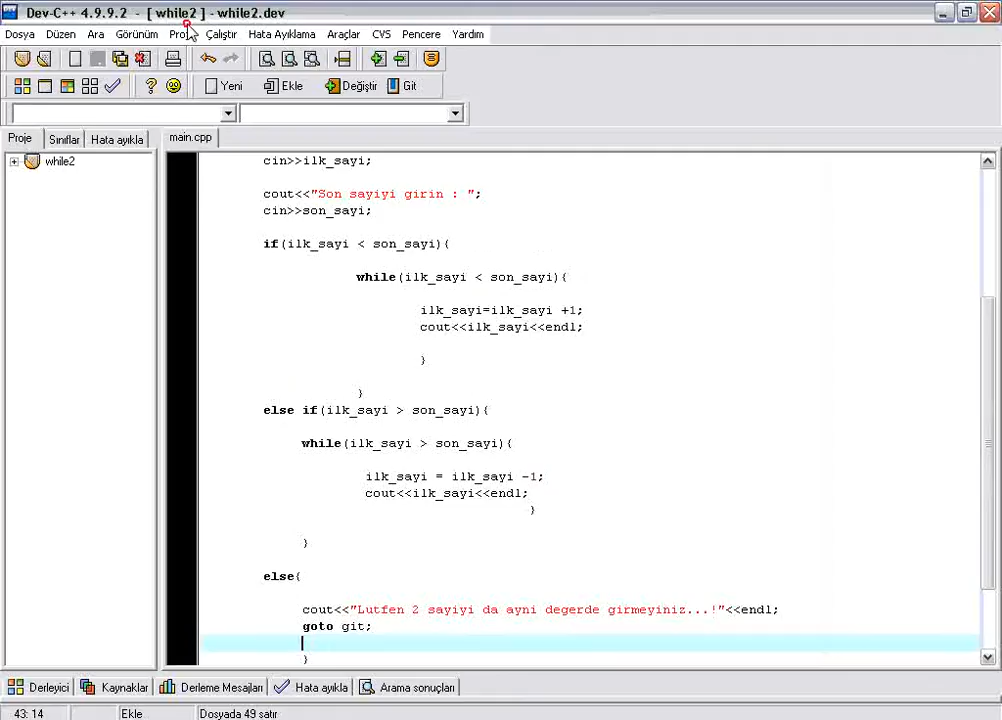 Dev-C++ 4.9.9.2 - [ while2 ] - while2.dev
Dosya Düzen Ara Görünüm Çalıştır Hata Ayıklama Araçlar CVS Pencere Yardım
Yeni Ekle Değiştir Git
Proje Sınıflar Hata ayıkla main.cpp
while2
cin>>ilk_sayi;
cout<<"Son sayiyi girin : ";
cin>>son_sayi;
if(ilk_sayi < son_sayi){
while(ilk_sayi < son_sayi){
ilk_sayi=ilk_sayi +1;
cout<<ilk_sayi<<endl;
}
}
else if(ilk_sayi > son_sayi){
while(ilk_sayi > son_sayi){
ilk_sayi = ilk_sayi -1;
cout<<ilk_sayi<<endl;
}
}
else{
cout<<"Lutfen 2 sayiyi da ayni degerde girmeyiniz...!"<<endl;
goto git;
}
Derleyici Kaynaklar Derleme Mesajları Hata ayıkla Arama sonuçları
43: 14 Ekle Dosyada 49 satır